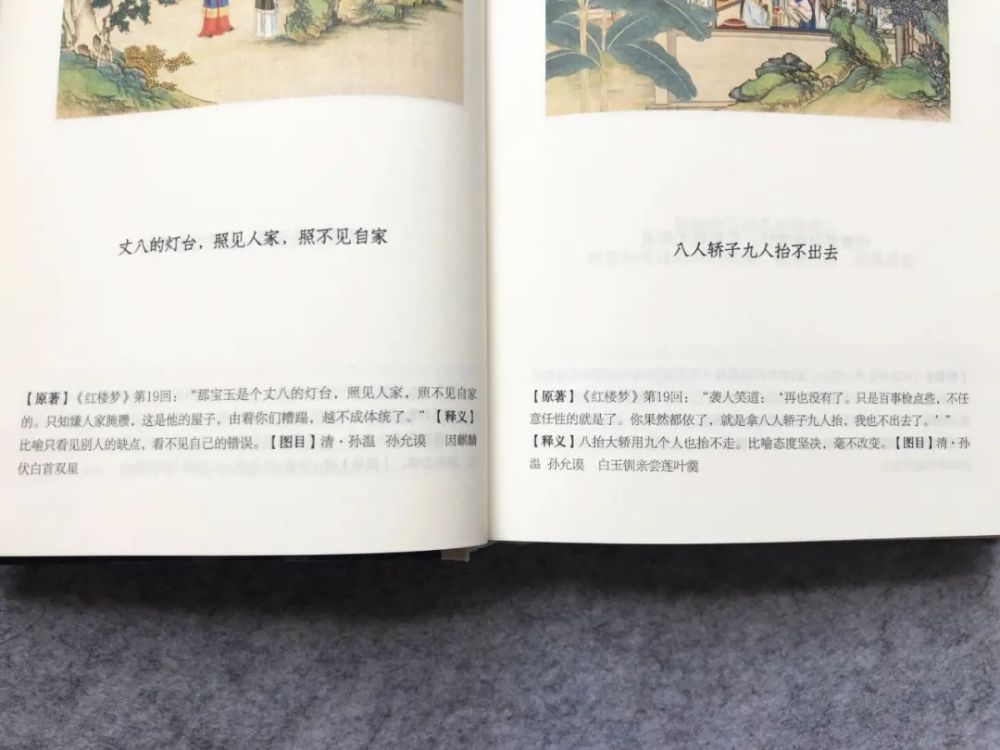 丈八的灯台，照见人家，照不见自家
【原著】《红楼梦》第19回：“那宝玉是个丈八的灯台，照见人家，照不见自家
的。只知嫌人家腌臜，这是他的屋子，由着你们糟蹋，越不成体统了。”【释义】
比喻只看见别人的缺点，看不见自己的错误。【图目】清·孙温 孙允谟 因麒麟
伏白首双星
八人轿子九人抬不出去
【原著】《红楼梦》第19回：“袭人笑道：‘再也没有了。只是百事检点些，不任
意任性的就是了。你果然都依了，就是拿八人轿子九人抬，我也不出去了。’”
【释义】八抬大轿用九个人也抬不走。比喻态度坚决，毫不改变。【图目】清·孙
温 孙允谟 白玉钏亲尝莲叶羹